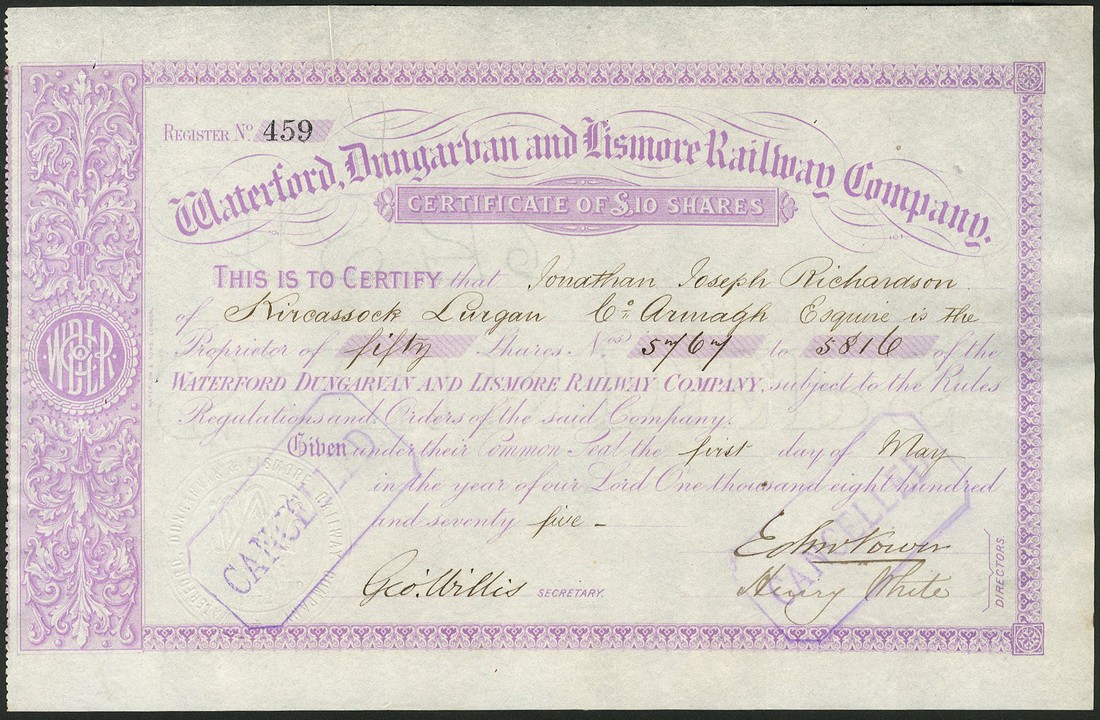 REGISTER No. 459
Waterford, Dungarvan and Lismore Railway Company.
CERTIFICATE OF £10 SHARES
THIS IS TO CERTIFY that Jonathan Joseph Richardson
of Kircassock Lurgan Co. Armagh Esquire is the
Proprietor of fifty Shares Nos. 5767 to 5816 of the
WATERFORD DUNGARVAN AND LISMORE RAILWAY COMPANY, subject to the Rules
Regulations and Orders of the said Company.
Given under their Common Seal the first day of May
in the year of our Lord One thousand eight hundred
and seventy five -
Edmd Power
Henry White
DIRECTORS.
Geo. Willis SECRETARY.
CANCELLED
CANCELLED